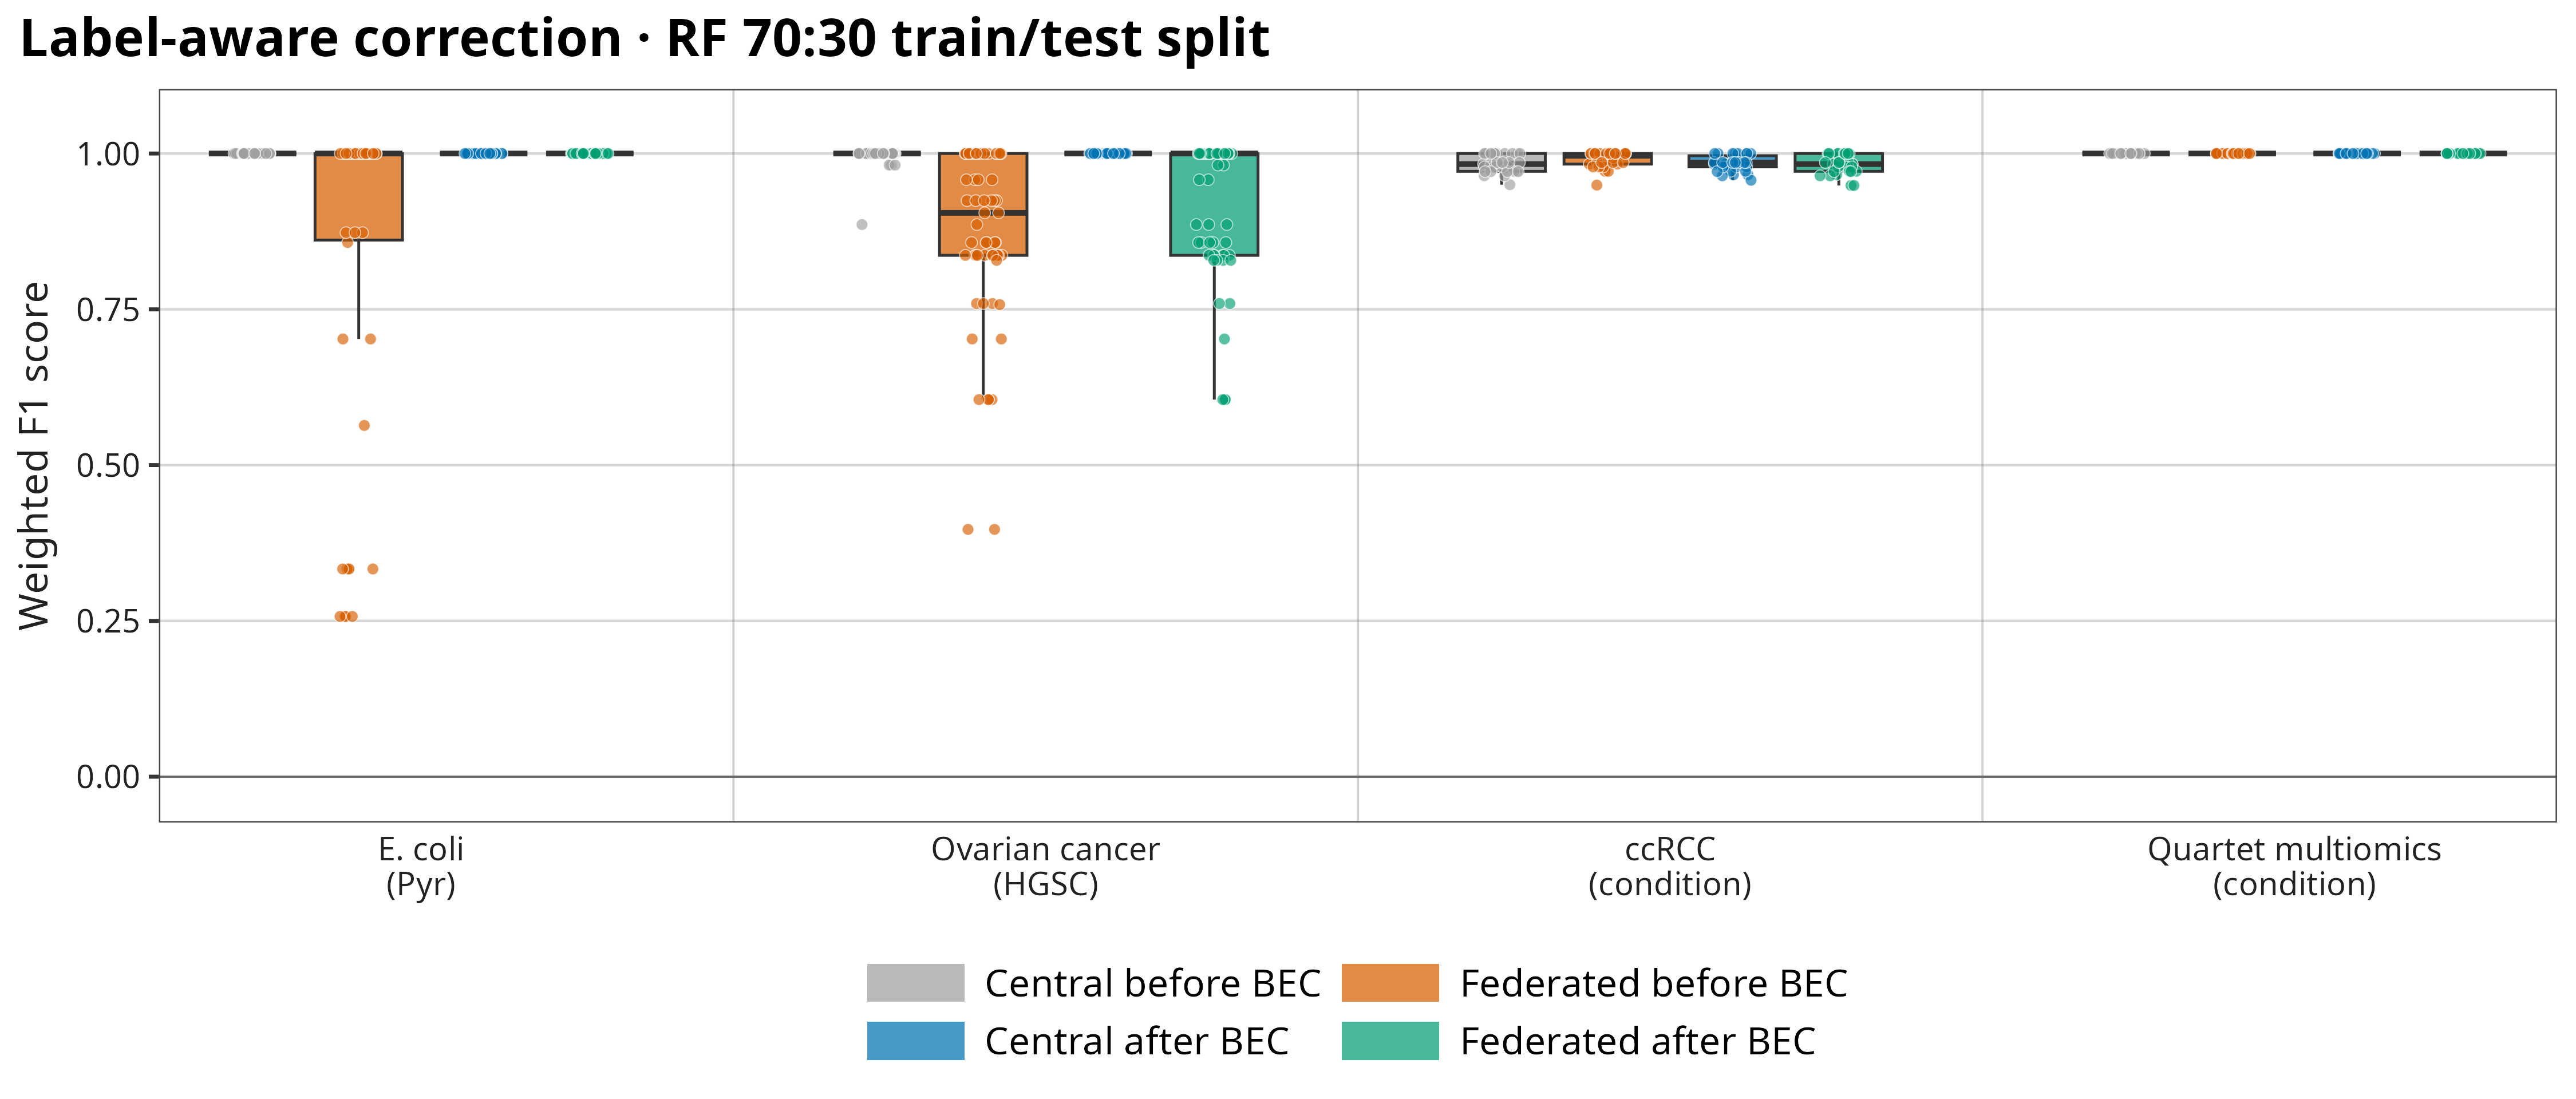 Label-aware correction · RF 70:30 train/test split
Weighted F1 score
1.00
0.75
0.50
0.25
0.00
E. coli
(Pyr)
Ovarian cancer
(HGSC)
ccRCC
(condition)
Quartet multiomics
(condition)
Central before BEC
Federated before BEC
Central after BEC
Federated after BEC